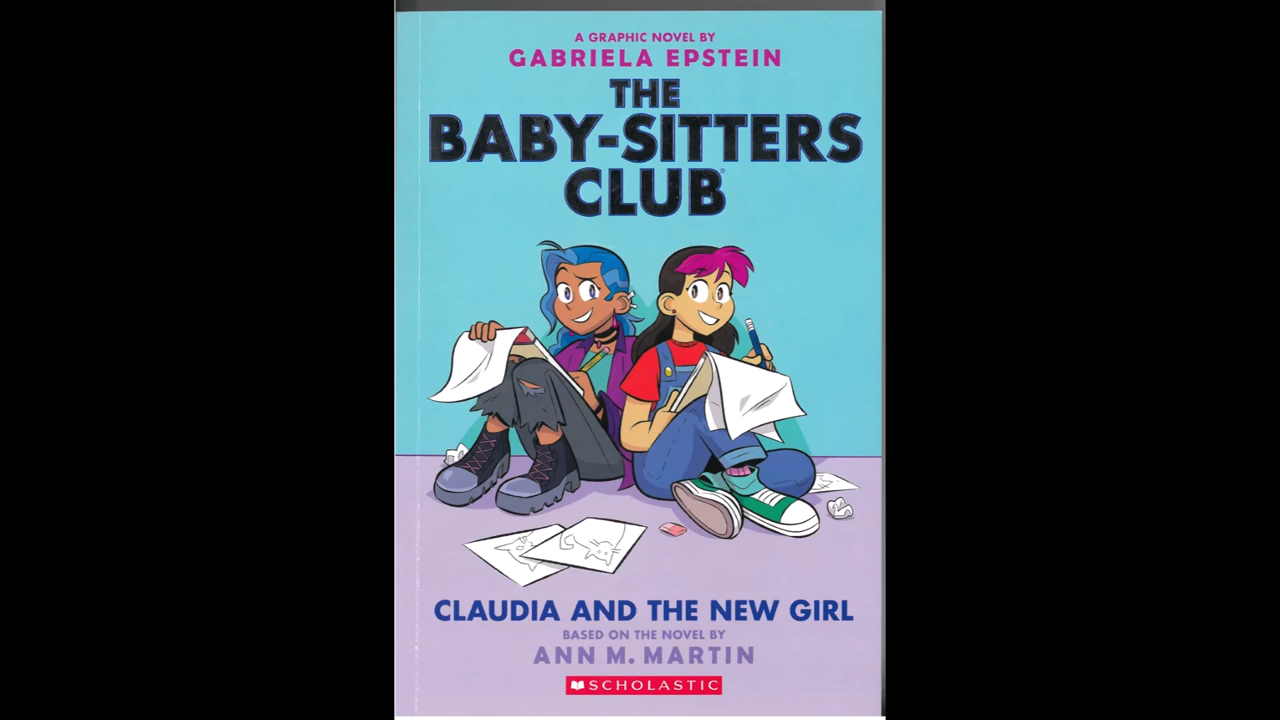 A GRAPHIC NOVEL BY
GABRIELA EPSTEIN
THE
BABY-SITTERS
CLUB®
CLAUDIA AND THE NEW GIRL
BASED ON THE NOVEL BY
ANN M. MARTIN
SCHOLASTIC